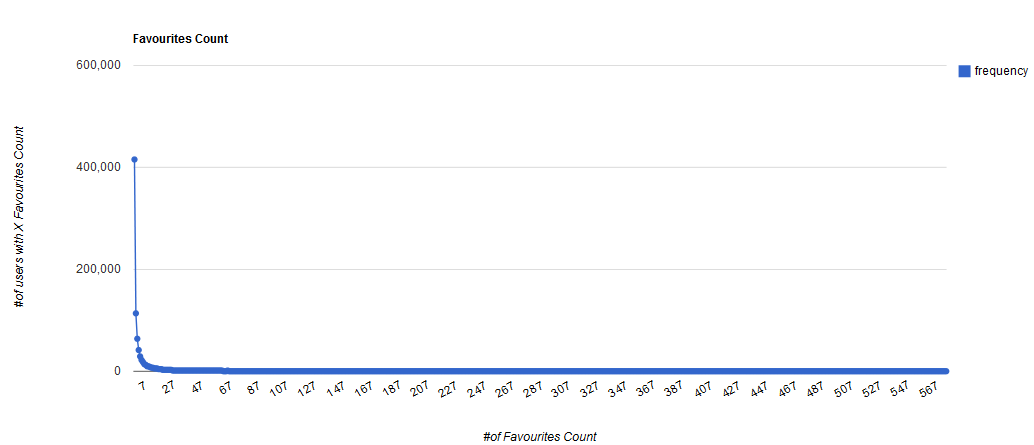 Favourites Count
600,000
400,000
200,000
0
frequency
#of users with X Favourites Count
7 27 47 67 87 107 127 147 167 187 207 227 247 267 287 307 327 347 367 387 407 427 447 467 487 507 527 547 567
#of Favourites Count